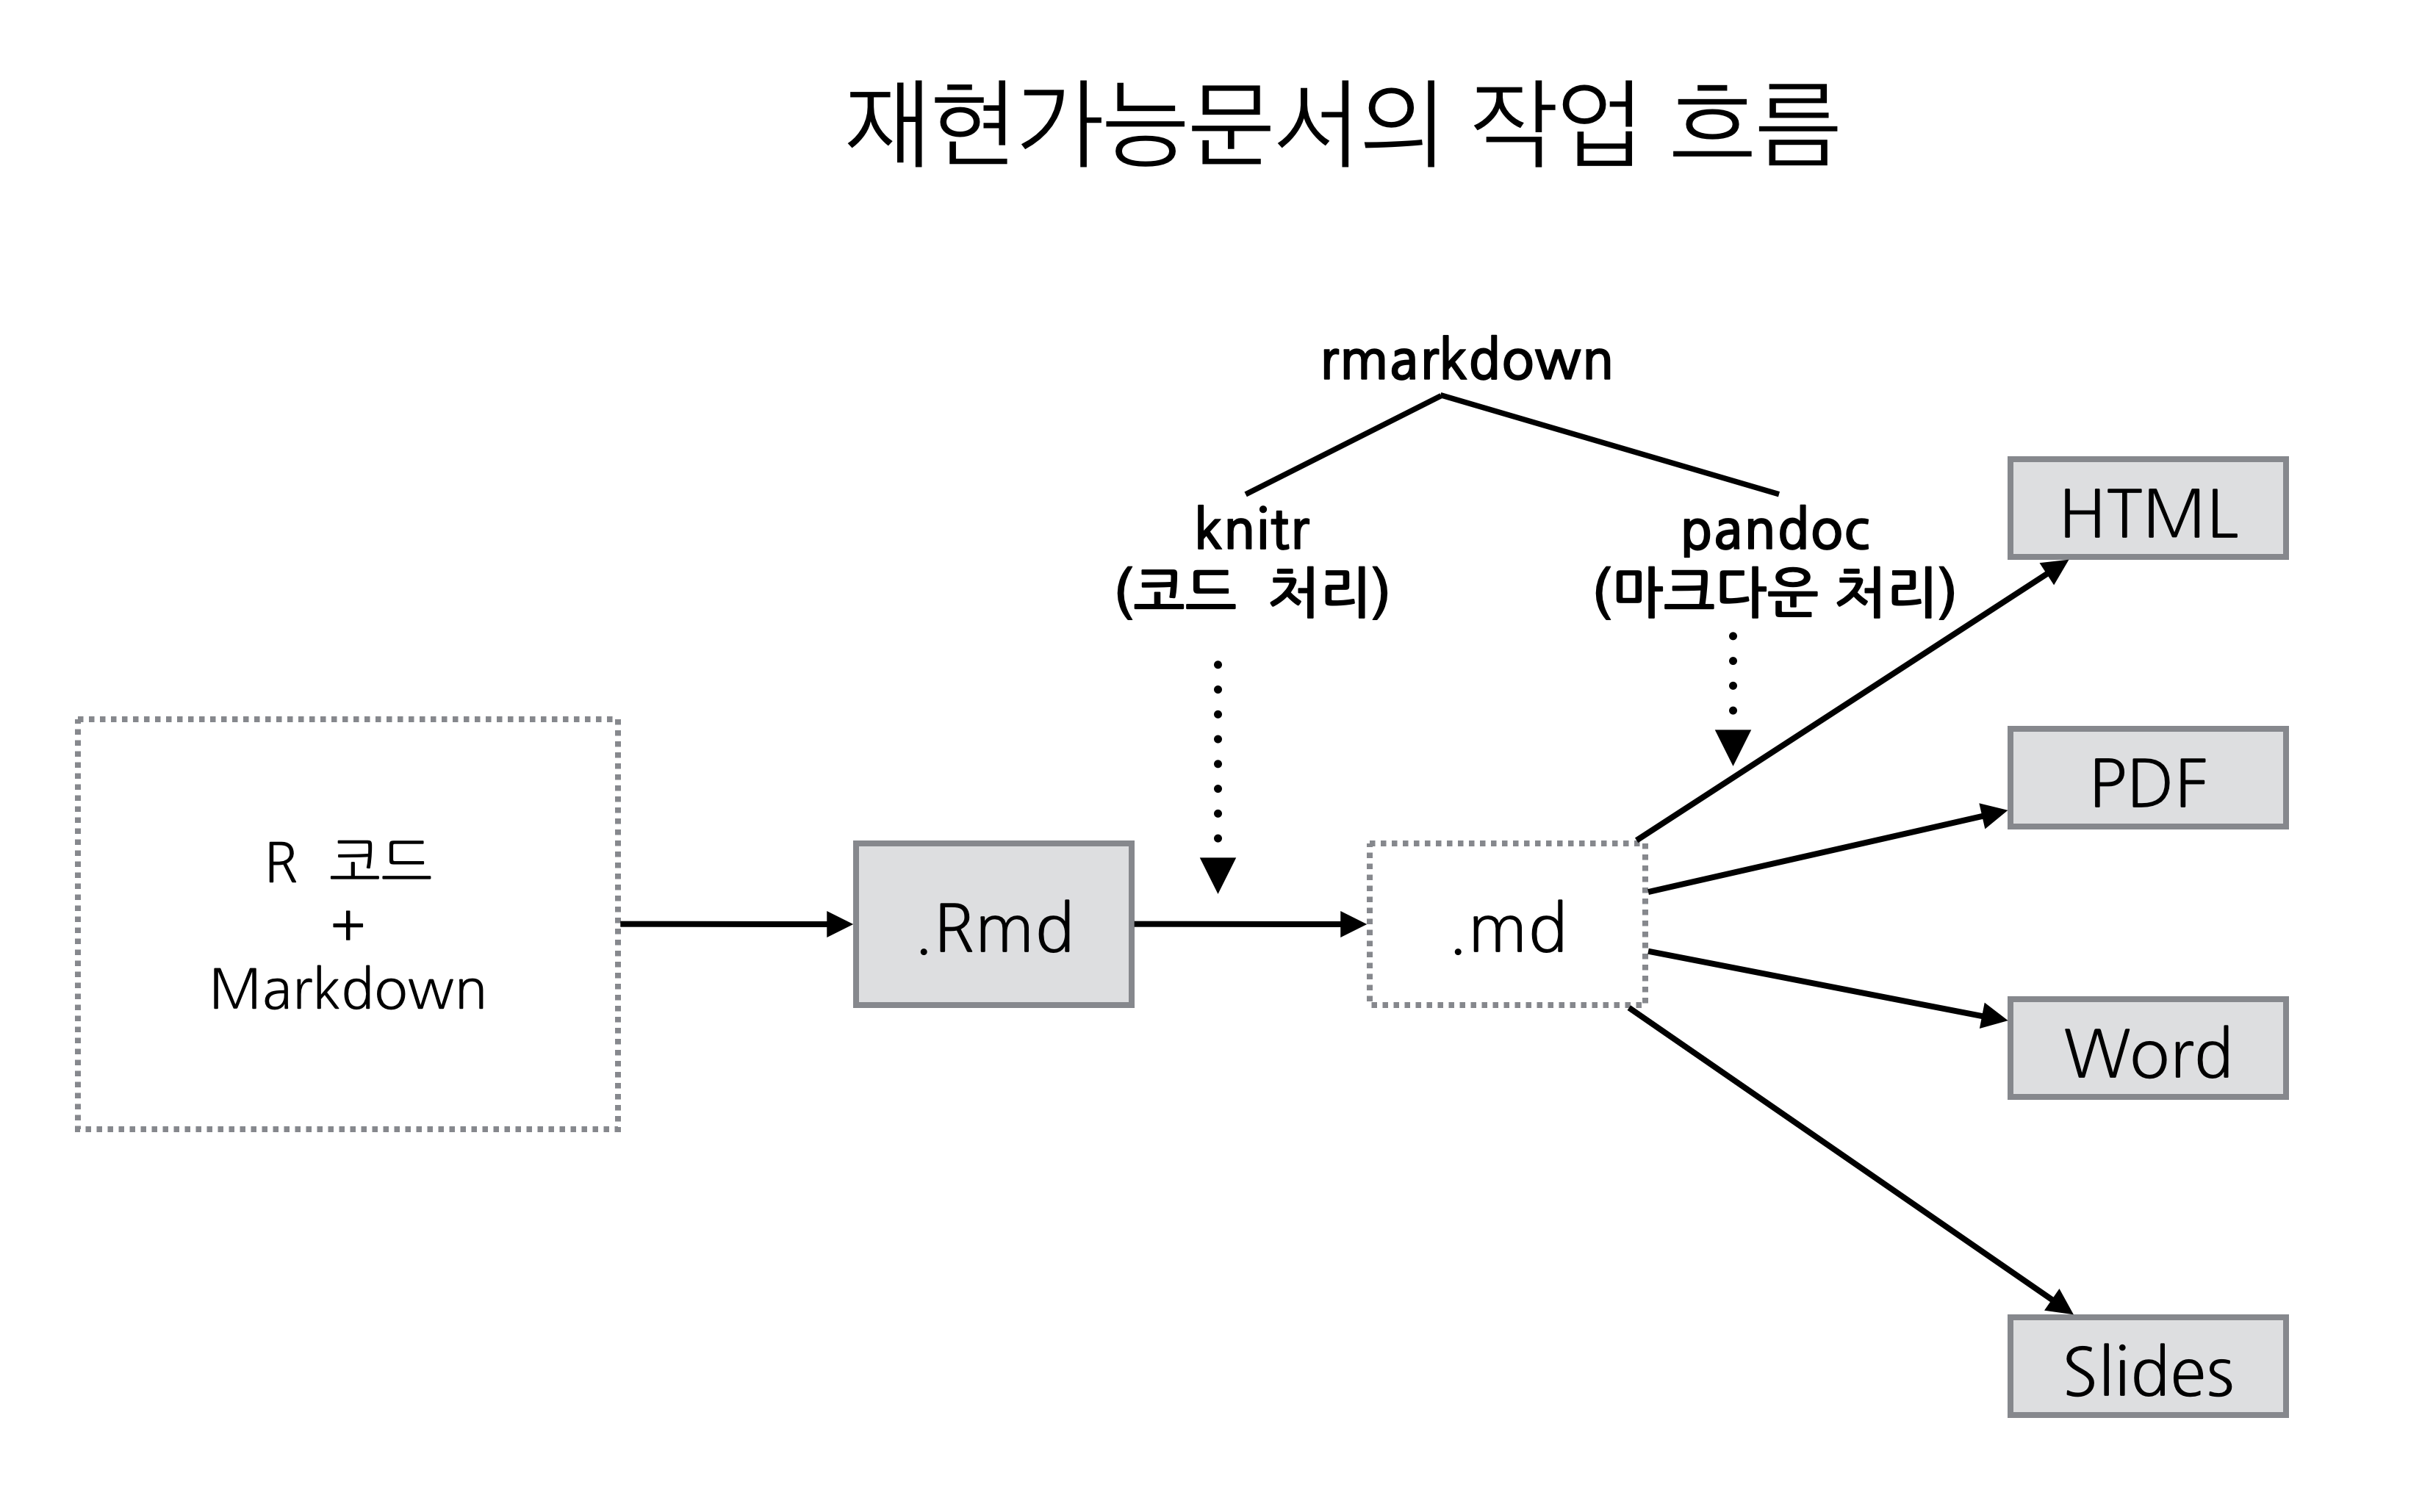 재현가능문서의 작업 흐름
rmarkdown
knitr
(코드 처리)
pandoc
(마크다운 처리)
R 코드
+
Markdown
.Rmd
.md
HTML
PDF
Word
Slides